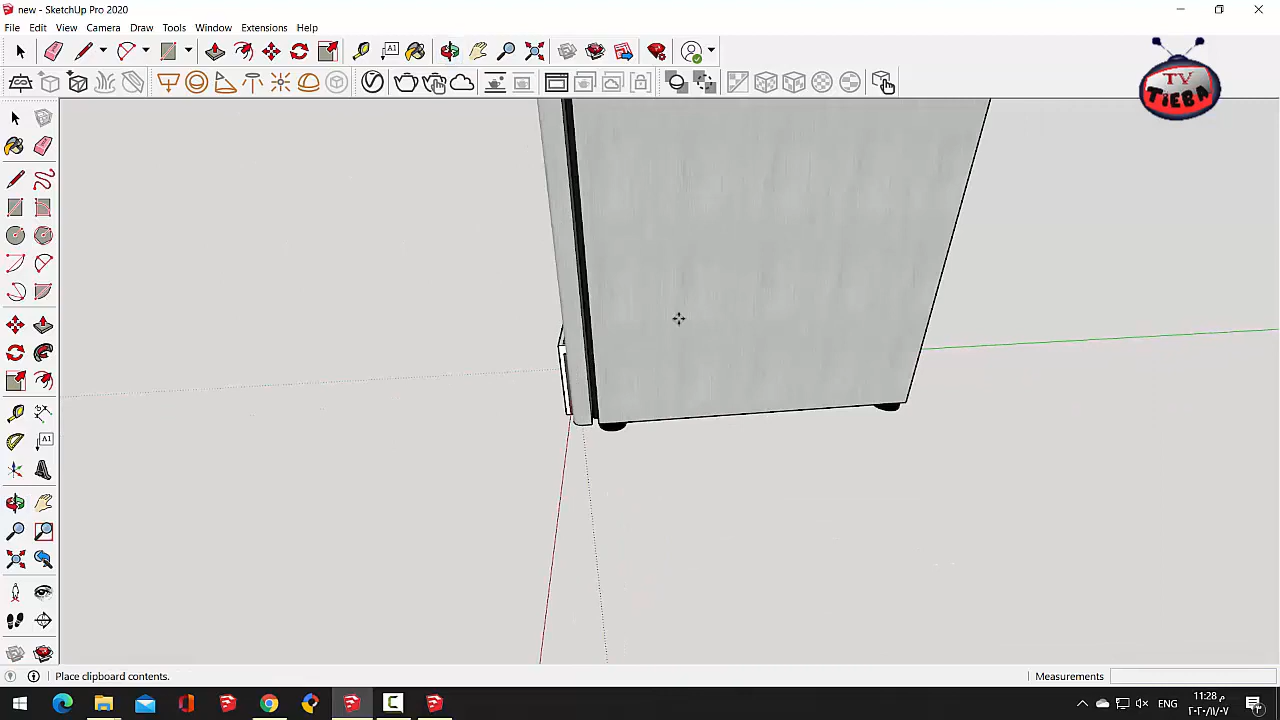 new - SketchUp Pro 2020
File Edit View Camera Draw Tools Window Extensions Help
TV
TiEBA
Place clipboard contents.
Measurements
ENG
11:28 م